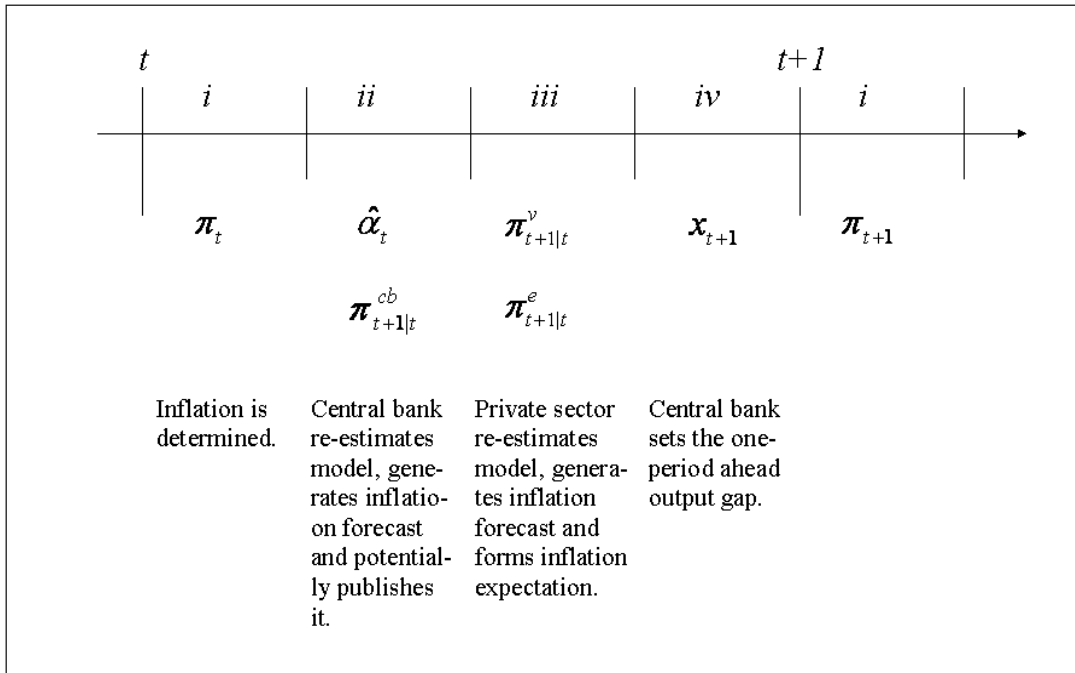 t t+1
i ii iii iv i
π_t α̂_t π^v_{t+1|t} x_{t+1} π_{t+1}
π^{cb}_{t+1|t} π^e_{t+1|t}
Inflation is
determined.
Central bank
re-estimates
model, gene-
rates inflatio-
on forecast
and potential-
ly publishes
it.
Private sector
re-estimates
model, genera-
tes inflation
forecast and
forms inflation
expectation.
Central bank
sets the one-
period ahead
output gap.